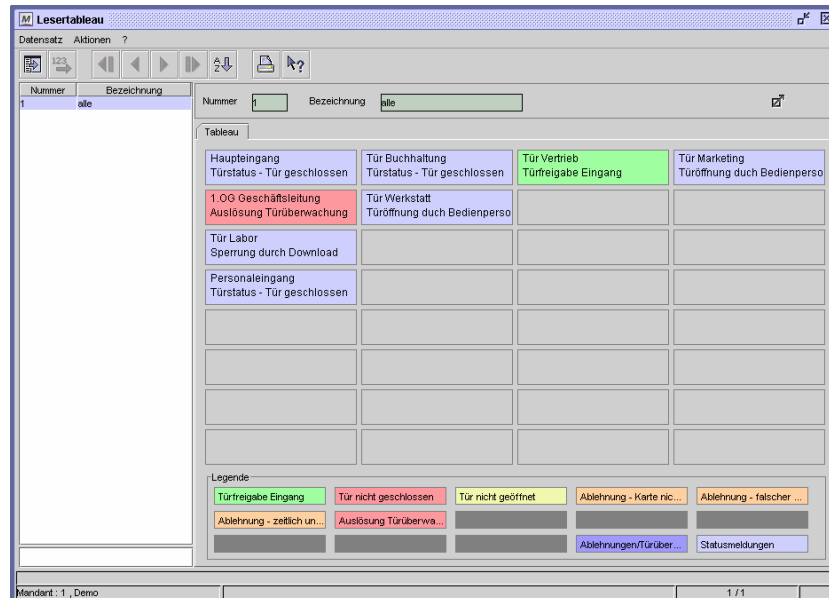 M Lesertableau
Datensatz Aktionen ?
123
A
Z
?
Nummer Bezeichnung
1 alle
Nummer 1 Bezeichnung alle
Tableau
Haupteingang
Türstatus - Tür geschlossen
Tür Buchhaltung
Türstatus - Tür geschlossen
Tür Vertrieb
Türfreigabe Eingang
Tür Marketing
Türöffnung duch Bedienperso
1.OG Geschäftsleitung
Auslösung Türüberwachung
Tür Werkstatt
Türöffnung duch Bedienperso
Tür Labor
Sperrung durch Download
Personaleingang
Türstatus - Tür geschlossen
Legende
Türfreigabe Eingang Tür nicht geschlossen Tür nicht geöffnet Ablehnung - Karte nic... Ablehnung - falscher ...
Ablehnung - zeitlich un... Auslösung Türüberwa...
Ablehnungen/Türüber... Statusmeldungen
Mandant : 1 , Demo 1 / 1